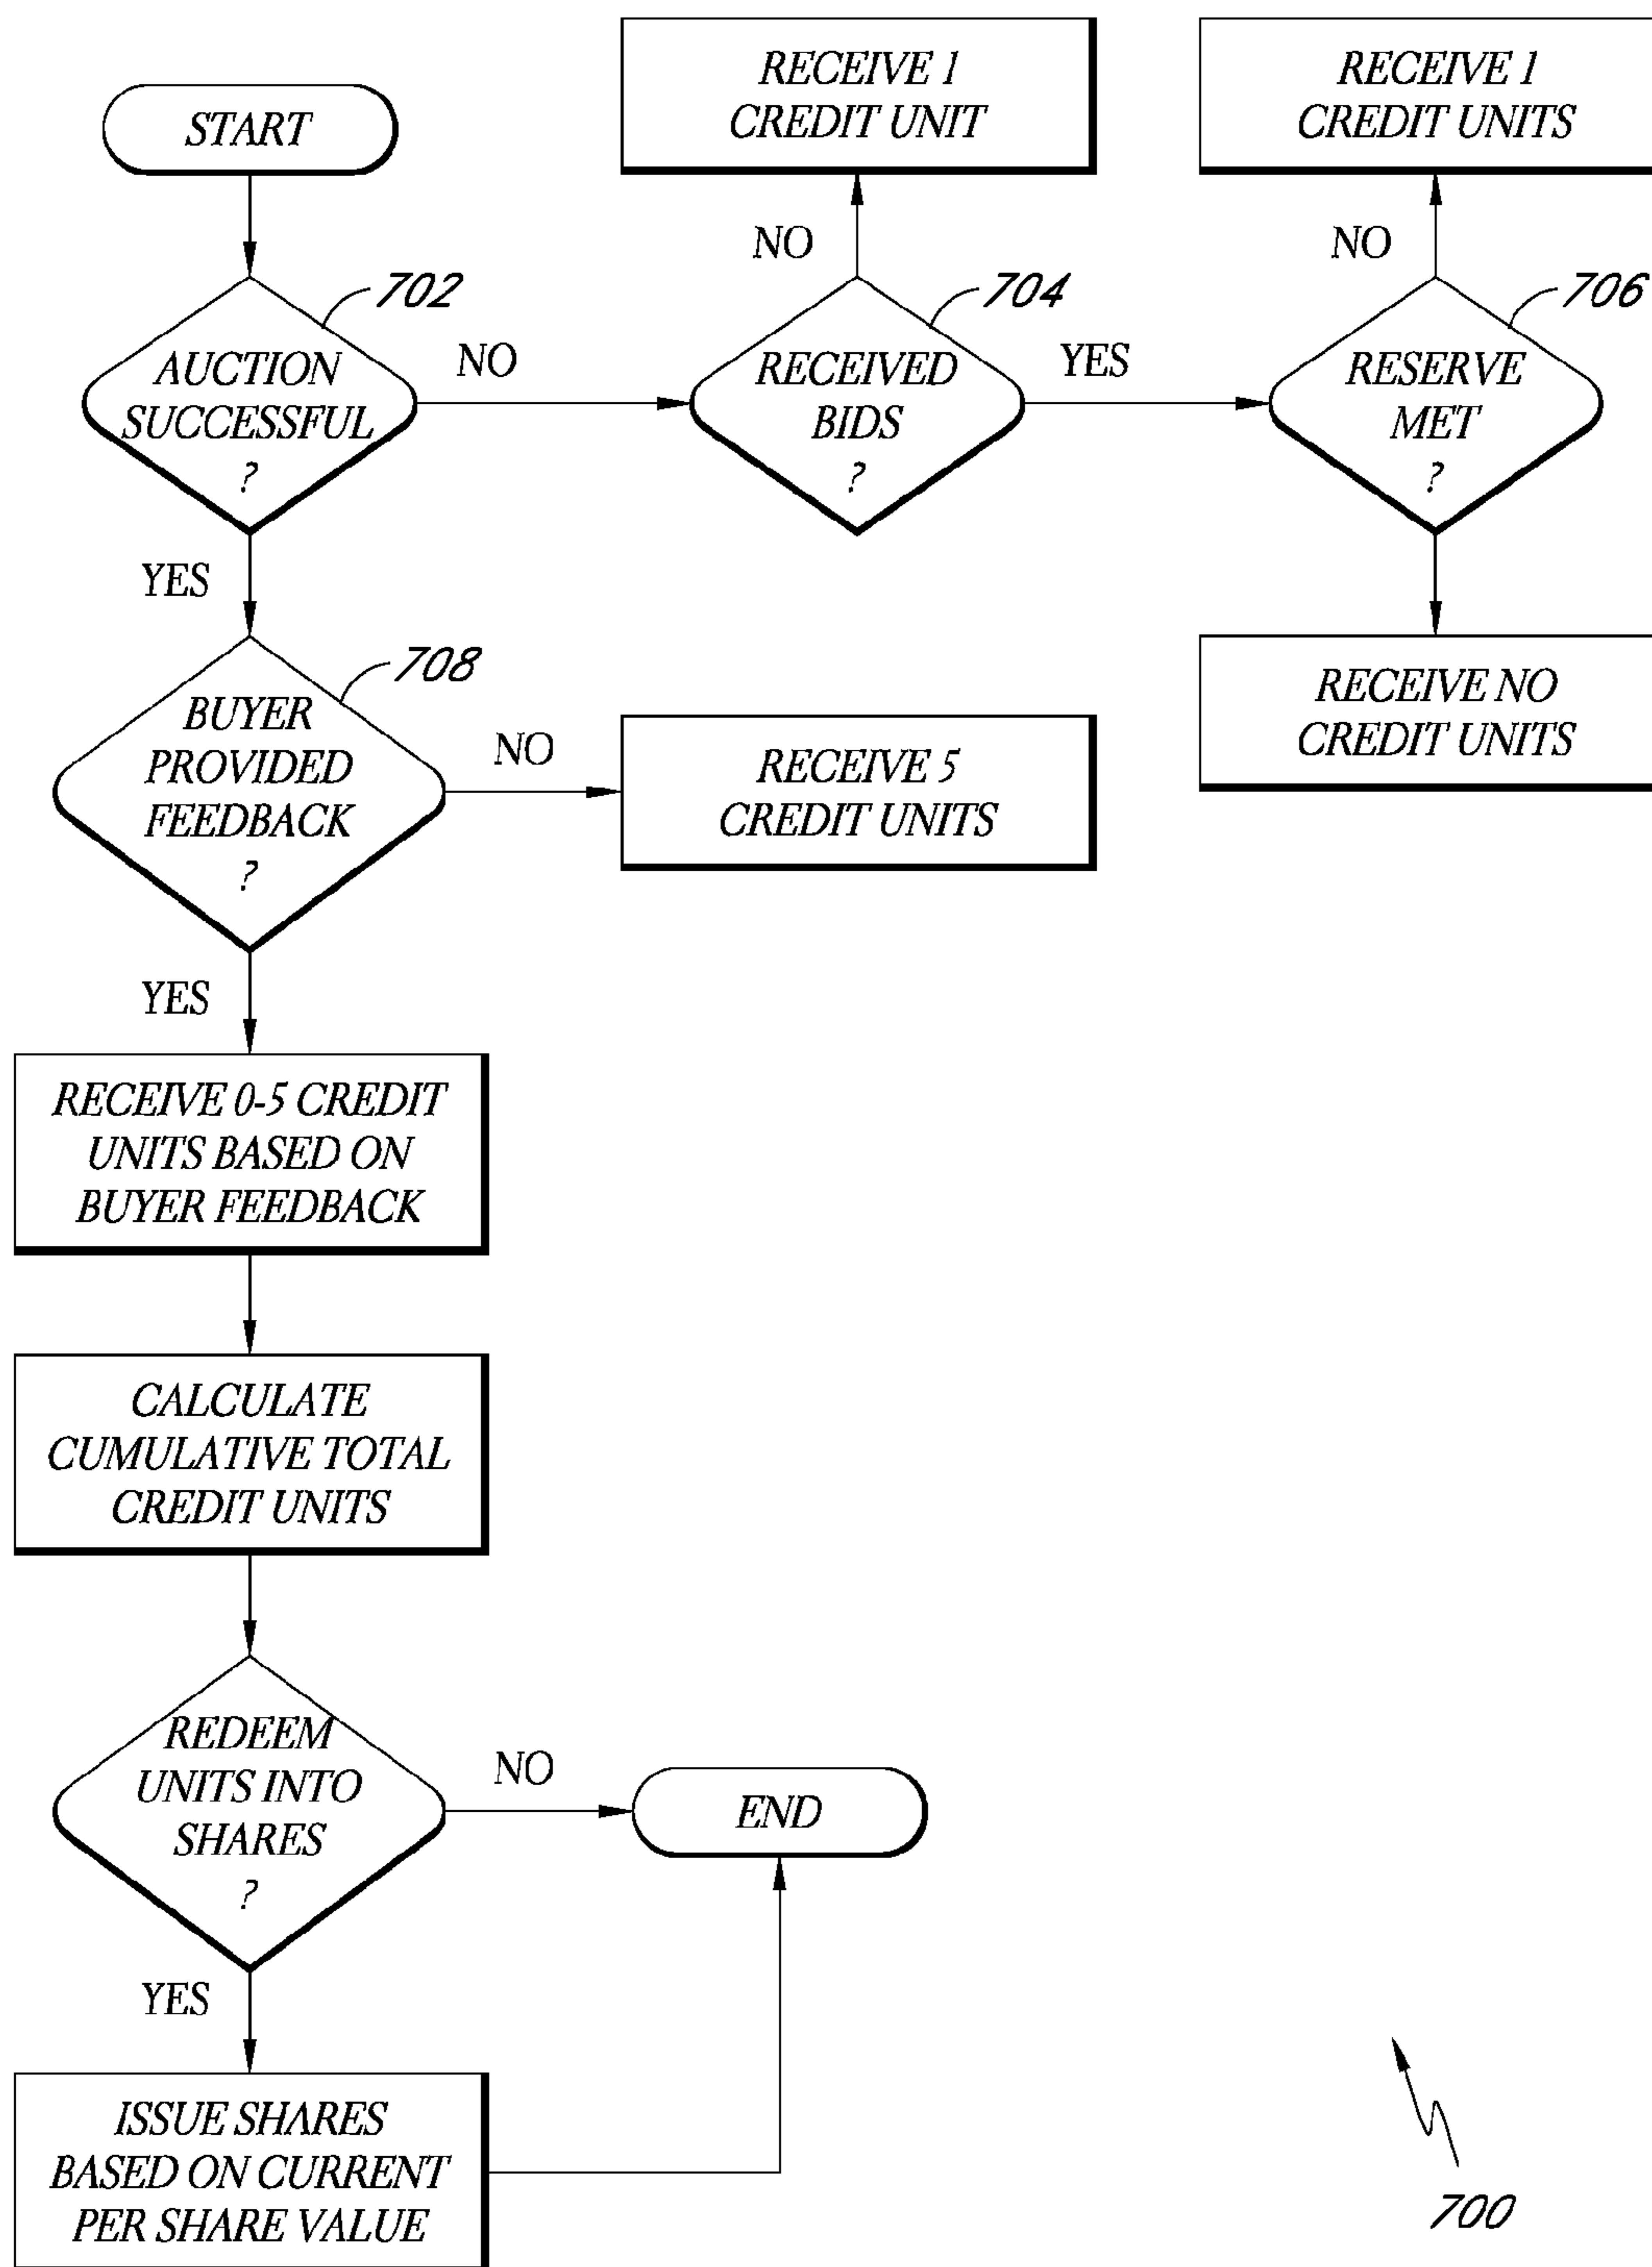 START
RECEIVE 1
CREDIT UNIT
RECEIVE 1
CREDIT UNITS
NO
NO
702
704
706
AUCTION
SUCCESSFUL
?
NO
RECEIVED
BIDS
?
YES
RESERVE
MET
?
YES
708
BUYER
PROVIDED
FEEDBACK
?
NO
RECEIVE 5
CREDIT UNITS
RECEIVE NO
CREDIT UNITS
YES
RECEIVE 0-5 CREDIT
UNITS BASED ON
BUYER FEEDBACK
CALCULATE
CUMULATIVE TOTAL
CREDIT UNITS
REDEEM
UNITS INTO
SHARES
?
NO
END
YES
ISSUE SHARES
BASED ON CURRENT
PER SHARE VALUE
700